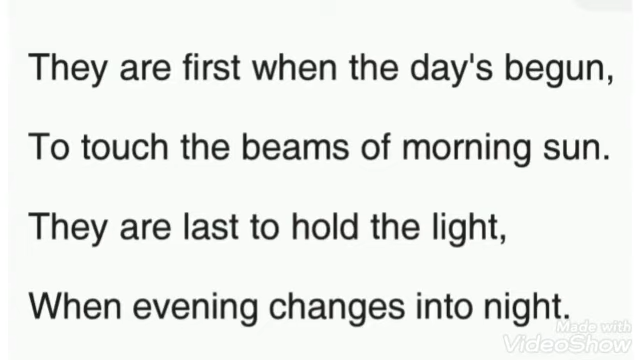 They are first when the day's begun,
To touch the beams of morning sun.
They are last to hold the light,
When evening changes into night.
Made with
VideoShow